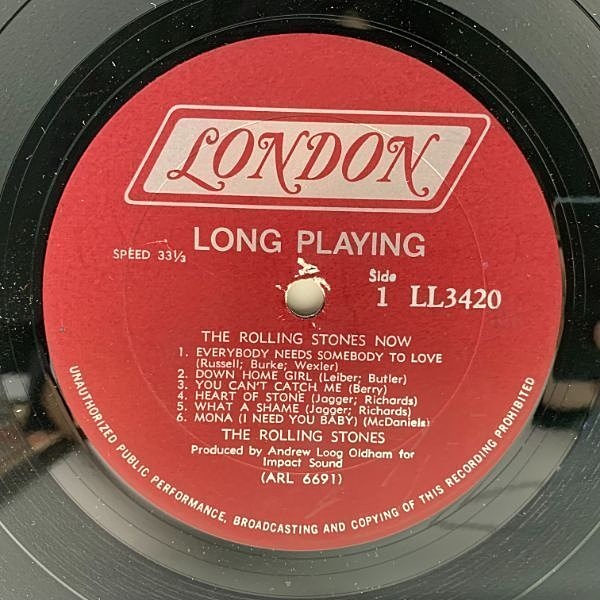 LONDON
LONG PLAYING
SPEED 33⅓
Side
1 LL3420
THE ROLLING STONES NOW
1. EVERYBODY NEEDS SOMEBODY TO LOVE
(Russell; Burke; Wexler)
2. DOWN HOME GIRL (Leiber; Butler)
3. YOU CAN'T CATCH ME (Berry)
4. HEART OF STONE (Jagger; Richards)
5. WHAT A SHAME (Jagger; Richards)
6. MONA (I NEED YOU BABY) (McDaniels)
THE ROLLING STONES
Produced by Andrew Loog Oldham for
Impact Sound
(ARL 6691)
UNAUTHORIZED PUBLIC PERFORMANCE, BROADCASTING AND COPYING OF THIS RECORDING PROHIBITED